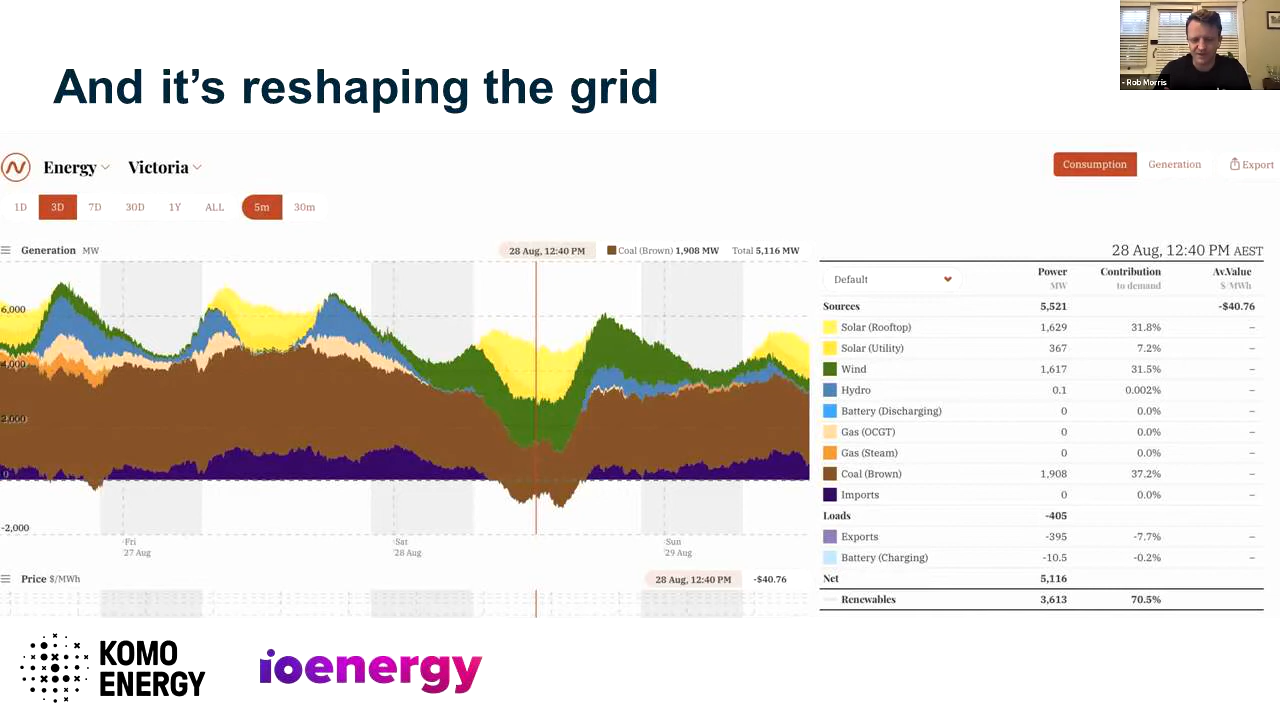 And it's reshaping the grid
- Rob Morris
Energy Victoria
Consumption Generation Export
1D 3D 7D 30D 1Y ALL 5m 30m
Generation MW 28 Aug, 12:40 PM Coal (Brown) 1,908 MW Total 5,116 MW
6,000
4,000
2,000
0
-2,000
Fri Sat Sun
27 Aug 28 Aug 29 Aug
Price $/MWh 28 Aug, 12:40 PM -$40.76
28 Aug, 12:40 PM AEST
Default Power Contribution Av.Value
MW to demand $/MWh
Sources 5,521 -$40.76
Solar (Rooftop) 1,629 31.8% –
Solar (Utility) 367 7.2% –
Wind 1,617 31.5% –
Hydro 0.1 0.002% –
Battery (Discharging) 0 0.0% –
Gas (OCGT) 0 0.0% –
Gas (Steam) 0 0.0% –
Coal (Brown) 1,908 37.2% –
Imports 0 0.0% –
Loads -405
Exports -395 -7.7% –
Battery (Charging) -10.5 -0.2% –
Net 5,116
Renewables 3,613 70.5%
KOMO
ENERGY
ioenergy